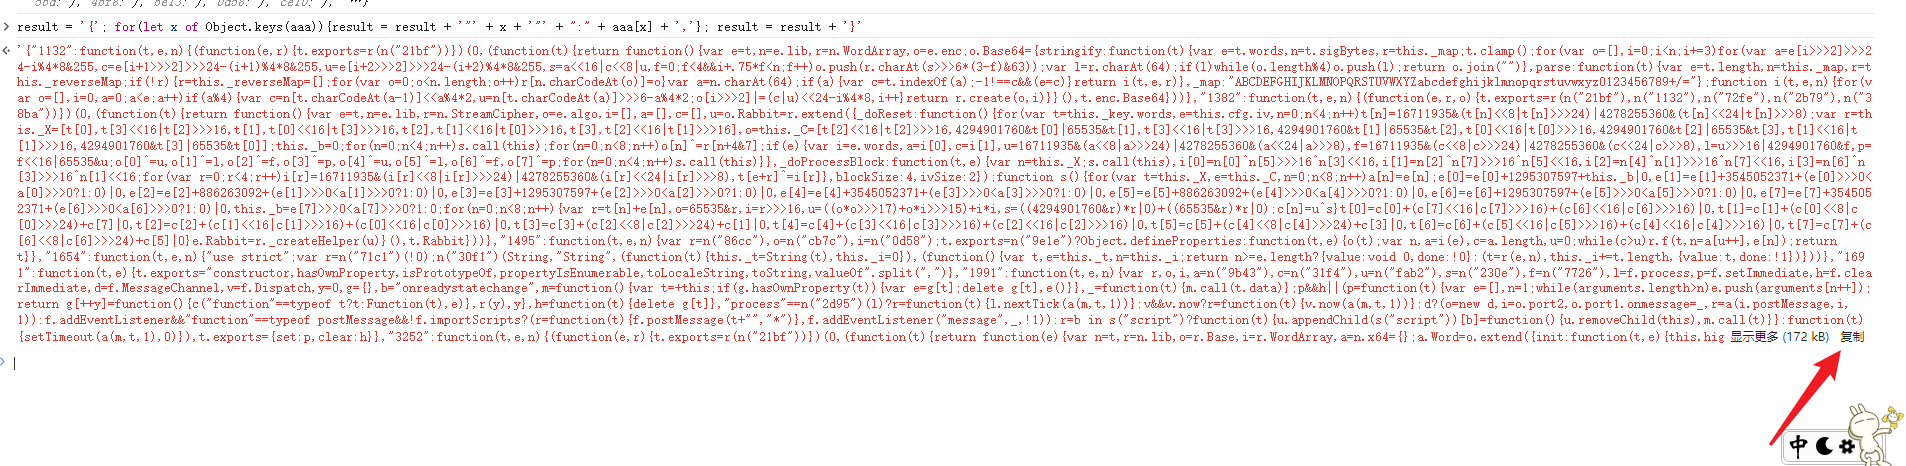 result = '{'; for(let x of Object.keys(aaa)){result = result + '"' + x + '"' + ":" + aaa[x] + ','}; result = result + '}'
'{"1132":function(t,e,n){(function(e,r){t.exports=r(n("21bf"))})(0,(function(t){return function(){var e=t,n=e.lib,r=n.WordArray,o=e.enc;o.Base64={stringify:function(t){var e=t.words,n=t.sigBytes,r=this._map;t.clamp();for(var o=[],i=0;i<n;i+=3)for(var a=e[i>>>2]>>>
24-i%4*8&255,c=e[i+1>>>2]>>>24-(i+1)%4*8&255,u=e[i+2>>>2]>>>24-(i+2)%4*8&255,s=a<<16|c<<8|u,f=0;f<4&&i+.75*f<n;f++)o.push(r.charAt(s>>>6*(3-f)&63));var l=r.charAt(64);if(l)while(o.length%4)o.push(l);return o.join("")},parse:function(t){var e=t.length,n=this._map,r=t
his._reverseMap;if(!r){r=this._reverseMap=[];for(var o=0;o<n.length;o++)r[n.charCodeAt(o)]=o}var a=n.charAt(64);if(a){var c=t.indexOf(a);-1!==c&&(e=c)}return i(t,e,r)},_map:"ABCDEFGHIJKLMNOPQRSTUVWXYZabcdefghijklmnopqrstuvwxyz0123456789+/="};function i(t,e,n){for(v
ar o=[],i=0,a=0;a<e;a++)if(a%4){var c=n[t.charCodeAt(a-1)]<<a%4*2,u=n[t.charCodeAt(a)]>>>6-a%4*2;o[i>>>2]|=(c|u)<<24-i%4*8,i++}return r.create(o,i)}}(),t.enc.Base64}))},"1382":function(t,e,n){(function(e,r,o){t.exports=r(n("21bf"),n("1132"),n("72fe"),n("2b79"),n("3
8ba"))})(0,(function(t){return function(){var e=t,n=e.lib,r=n.StreamCipher,o=e.algo,i=[],a=[],c=[],u=o.Rabbit=r.extend({_doReset:function(){for(var t=this._key.words,e=this.cfg.iv,n=0;n<4;n++)t[n]=16711935&(t[n]<<8|t[n]>>>24)|4278255360&(t[n]<<24|t[n]>>>8);var r=th
is._X=[t[0],t[3]<<16|t[2]>>>16,t[1],t[0]<<16|t[3]>>>16,t[2],t[1]<<16|t[0]>>>16,t[3],t[2]<<16|t[1]>>>16],o=this._C=[t[2]<<16|t[2]>>>16,4294901760&t[0]|65535&t[1],t[3]<<16|t[3]>>>16,4294901760&t[1]|65535&t[2],t[0]<<16|t[0]>>>16,4294901760&t[2]|65535&t[3],t[1]<<16|t
[1]>>>16,4294901760&t[3]|65535&t[0]];this._b=0;for(n=0;n<4;n++)s.call(this);for(n=0;n<8;n++)o[n]^=r[n+4&7];if(e){var i=e.words,a=i[0],c=i[1],u=16711935&(a<<8|a>>>24)|4278255360&(a<<24|a>>>8),f=16711935&(c<<8|c>>>24)|4278255360&(c<<24|c>>>8),l=u>>>16|4294901760&f,p=
f<<16|65535&u;o[0]^=u,o[1]^=l,o[2]^=f,o[3]^=p,o[4]^=u,o[5]^=l,o[6]^=f,o[7]^=p;for(n=0;n<4;n++)s.call(this)}},_doProcessBlock:function(t,e){var n=this._X;s.call(this),i[0]=n[0]^n[5]>>>16^n[3]<<16,i[1]=n[2]^n[7]>>>16^n[5]<<16,i[2]=n[4]^n[1]>>>16^n[7]<<16,i[3]=n[6]^n
[3]>>>16^n[1]<<16;for(var r=0;r<4;r++)i[r]=16711935&(i[r]<<8|i[r]>>>24)|4278255360&(i[r]<<24|i[r]>>>8),t[e+r]^=i[r]},blockSize:4,ivSize:2});function s(){for(var t=this._X,e=this._C,n=0;n<8;n++)a[n]=e[n];e[0]=e[0]+1295307597+this._b|0,e[1]=e[1]+3545052371+(e[0]>>>0<
a[0]>>>0?1:0)|0,e[2]=e[2]+886263092+(e[1]>>>0<a[1]>>>0?1:0)|0,e[3]=e[3]+1295307597+(e[2]>>>0<a[2]>>>0?1:0)|0,e[4]=e[4]+3545052371+(e[3]>>>0<a[3]>>>0?1:0)|0,e[5]=e[5]+886263092+(e[4]>>>0<a[4]>>>0?1:0)|0,e[6]=e[6]+1295307597+(e[5]>>>0<a[5]>>>0?1:0)|0,e[7]=e[7]+354505
2371+(e[6]>>>0<a[6]>>>0?1:0)|0,this._b=e[7]>>>0<a[7]>>>0?1:0;for(n=0;n<8;n++){var r=t[n]+e[n],o=65535&r,i=r>>>16,u=((o*o>>>17)+o*i>>>15)+i*i,s=((4294901760&r)*r|0)+((65535&r)*r|0);c[n]=u^s}t[0]=c[0]+(c[7]<<16|c[7]>>>16)+(c[6]<<16|c[6]>>>16)|0,t[1]=c[1]+(c[0]<<8|c
[0]>>>24)+c[7]|0,t[2]=c[2]+(c[1]<<16|c[1]>>>16)+(c[0]<<16|c[0]>>>16)|0,t[3]=c[3]+(c[2]<<8|c[2]>>>24)+c[1]|0,t[4]=c[4]+(c[3]<<16|c[3]>>>16)+(c[2]<<16|c[2]>>>16)|0,t[5]=c[5]+(c[4]<<8|c[4]>>>24)+c[3]|0,t[6]=c[6]+(c[5]<<16|c[5]>>>16)+(c[4]<<16|c[4]>>>16)|0,t[7]=c[7]+(
c[6]<<8|c[6]>>>24)+c[5]|0}e.Rabbit=r._createHelper(u)}(),t.Rabbit}))},"1495":function(t,e,n){var r=n("86cc"),o=n("cb7c"),i=n("0d58");t.exports=n("9e1e")?Object.defineProperties:function(t,e){o(t);var n,a=i(e),c=a.length,u=0;while(c>u)r.f(t,n=a[u++],e[n]);return
t}},"1654":function(t,e,n){"use strict";var r=n("71c1")(!0);n("30f1")(String,"String",(function(t){this._t=String(t),this._i=0}),(function(){var t,e=this._t,n=this._i;return n>=e.length?{value:void 0,done:!0}:(t=r(e,n),this._i+=t.length,{value:t,done:!1})}))},"169
1":function(t,e){t.exports="constructor,hasOwnProperty,isPrototypeOf,propertyIsEnumerable,toLocaleString,toString,valueOf".split(",")},"1991":function(t,e,n){var r,o,i,a=n("9b43"),c=n("31f4"),u=n("fab2"),s=n("230e"),f=n("7726"),l=f.process,p=f.setImmediate,h=f.clea
rImmediate,d=f.MessageChannel,v=f.Dispatch,y=0,g={},b="onreadystatechange",m=function(){var t=+this;if(g.hasOwnProperty(t)){var e=g[t];delete g[t],e()}},_=function(t){m.call(t.data)};p&&h||(p=function(t){var e=[],n=1;while(arguments.length>n)e.push(arguments[n++]);
return g[++y]=function(){c("function"==typeof t?t:Function(t),e)},r(y),y},h=function(t){delete g[t]},"process"==n("2d95")(l)?r=function(t){l.nextTick(a(m,t,1))}:v&&v.now?r=function(t){v.now(a(m,t,1))}:d?(o=new d,i=o.port2,o.port1.onmessage=_,r=a(i.postMessage,i,
1)):f.addEventListener&&"function"==typeof postMessage&&!f.importScripts?(r=function(t){f.postMessage(t+"","*")},f.addEventListener("message",_,!1)):r=b in s("script")?function(t){u.appendChild(s("script"))[b]=function(){u.removeChild(this),m.call(t)}}:function(t)
{setTimeout(a(m,t,1),0)}),t.exports={set:p,clear:h}},"3252":function(t,e,n){(function(e,r){t.exports=r(n("21bf"))})(0,(function(t){return function(e){var n=t,r=n.lib,o=r.Base,i=r.WordArray,a=n.x64={};a.Word=o.extend({init:function(t,e){this.hig 显示更多 (172 kB) 复制
中